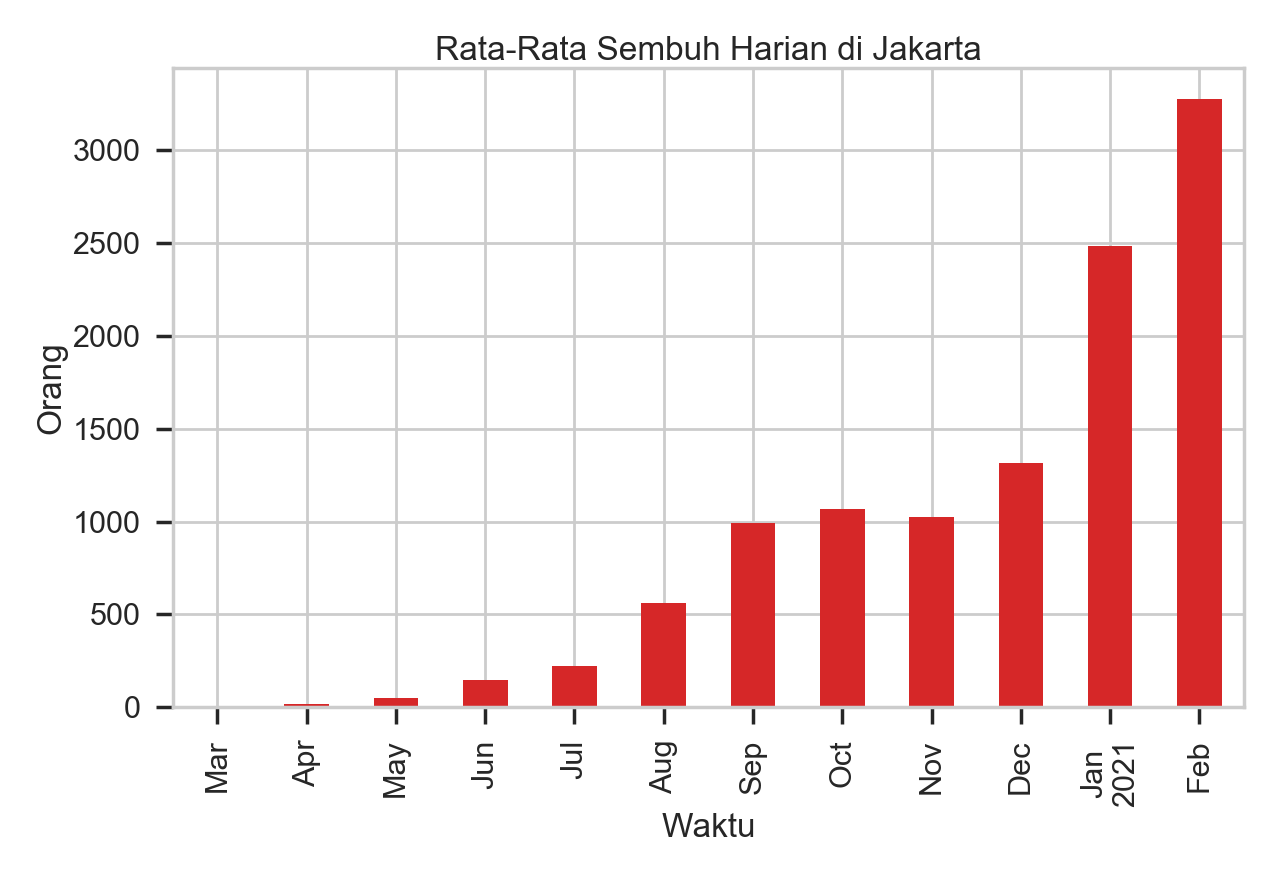 Rata-Rata Sembuh Harian di Jakarta
Orang
3000
2500
2000
1500
1000
500
0
Mar
Apr
May
Jun
Jul
Aug
Sep
Oct
Nov
Dec
Jan
2021
Feb
Waktu